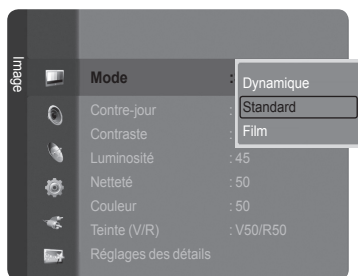 Image
Mode :
Dynamique
Standard
Film
Contre-jour :
Contraste :
Luminosité : 45
Netteté : 50
Couleur : 50
Teinte (V/R) : V50/R50
Réglages des détails